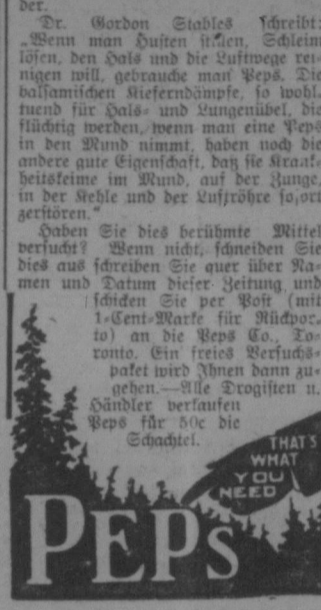 der.
Dr. Gordon Stables schreibt:
„Wenn man Husten stillen, Schleim
lösen, den Hals und die Luftwege rei-
nigen will, gebrauche man Peps. Die
balsamischen Kieferndämpfe, so wohl-
tuend für Hals- und Lungenübel, die
flüchtig werden, wenn man eine Peps
in den Mund nimmt, haben noch die
andere gute Eigenschaft, daß sie Krank-
heitskeime im Mund, auf der Zunge,
in der Kehle und der Luftröhre sofort
zerstören.“
Haben Sie dies berühmte Mittel
versucht? Wenn nicht, schneiden Sie
dies aus schreiben Sie quer über Na-
men und Datum dieser Zeitung und
schicken Sie per Post (mit
1-Cent-Marke für Rückpor-
to) an die Peps Co., To-
ronto. Ein freies Versuchs-
paket wird Ihnen dann zu-
gehen.—Alle Drogisten u.
Händler verkaufen
Peps für 50c die
Schachtel.
THAT'S
WHAT
YOU
NEED
PEPS